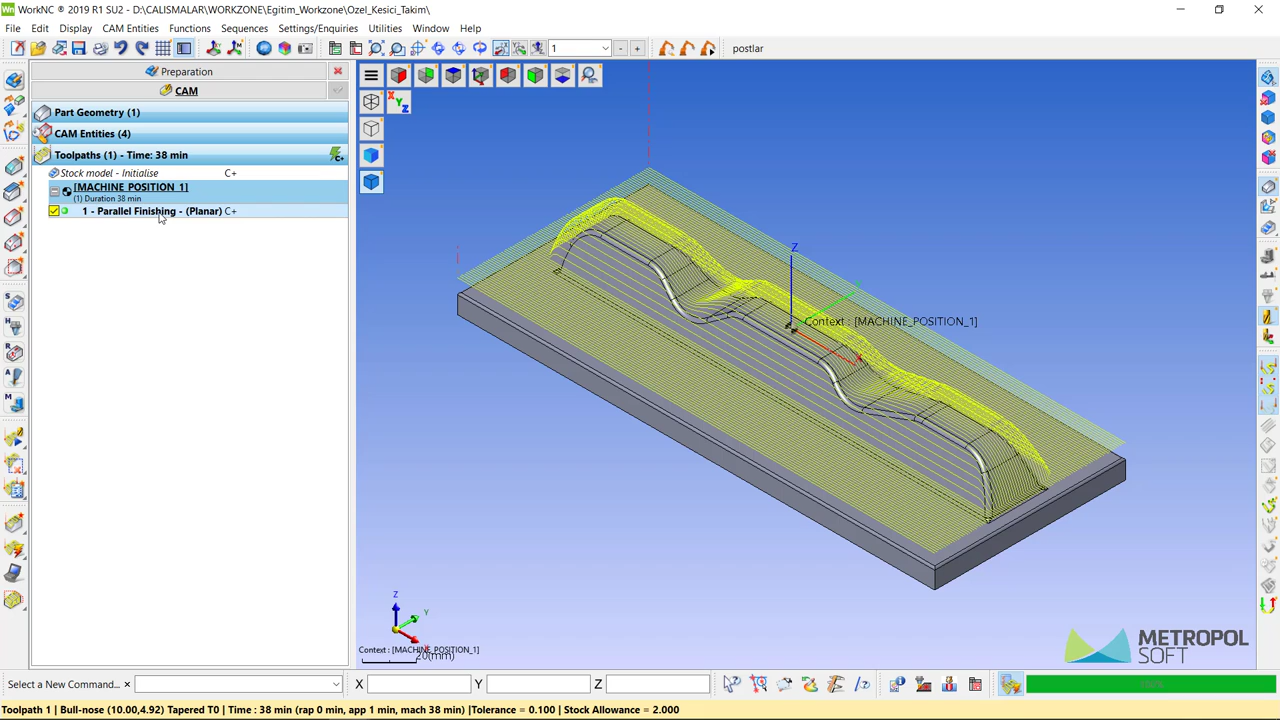 WorkNC ® 2019 R1 SU2 - D:\CALISMALAR\WORKZONE\Egitim_Workzone\Ozel_Kesici_Takim\
File Edit Display CAM Entities Functions Sequences Settings/Enquiries Utilities Window Help
1 - + postlar
Preparation
CAM
Part Geometry (1)
CAM Entities (4)
Toolpaths (1) - Time: 38 min C+
Stock model - Initialise C+
[MACHINE_POSITION_1]
(1) Duration 38 min
1 - Parallel Finishing - (Planar) C+
X Y Z
Z
Context : [MACHINE_POSITION_1]
X
Z
Y
Context : [MACHINE_POSITION_1]
20(mm)
METROPOL
SOFT
Select a New Command... X Y Z 100%
Toolpath 1 | Bull-nose (10.00,4.92) Tapered T0 | Time : 38 min (rap 0 min, app 1 min, mach 38 min) |Tolerance = 0.100 | Stock Allowance = 2.000